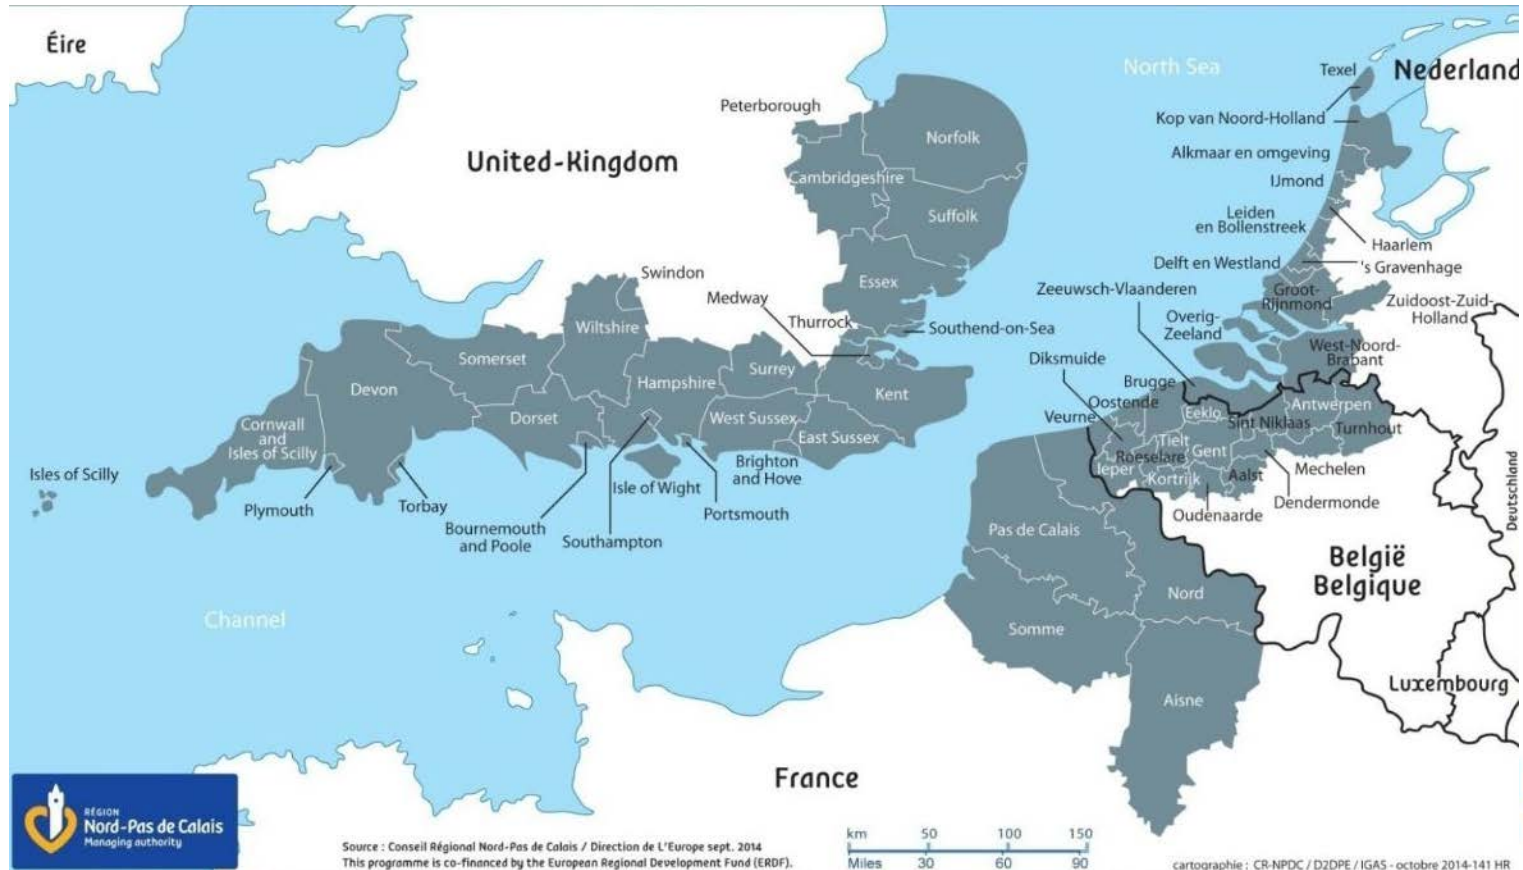 Éire
North Sea
Texel
Nederland
Peterborough
Kop van Noord-Holland
Norfolk
United-Kingdom
Alkmaar en omgeving
Cambridgeshire
IJmond
Suffolk
Leiden
en Bollenstreek
Haarlem
Swindon
Delft en Westland
's Gravenhage
Essex
Zeeuwsch-Vlaanderen
Groot-
Rijnmond
Medway
Zuidoost-Zuid-
Holland
Thurrock
Southend-on-Sea
Overig-
Zeeland
Wiltshire
West-Noord-
Brabant
Somerset
Diksmuide
Surrey
Hampshire
Brugge
Devon
Kent
Oostende
Antwerpen
Eeklo
Veurne
Dorset
West Sussex
Sint Niklaas
Turnhout
Cornwall
and
Isles of Scilly
East Sussex
Tielt
Gent
Roeselare
Brighton
and Hove
Ieper
Mechelen
Isles of Scilly
Kortrijk
Aalst
Isle of Wight
Dendermonde
Torbay
Plymouth
Portsmouth
Oudenaarde
Bournemouth
and Poole
Southampton
Pas de Calais
Deutschland
België
Belgique
Nord
Channel
Somme
Luxembourg
Aisne
France
RÉGION
Nord-Pas de Calais
Managing authority
km 50 100 150
Miles 30 60 90
Source : Conseil Régional Nord-Pas de Calais / Direction de L'Europe sept. 2014
This programme is co-financed by the European Regional Development Fund (ERDF).
cartographie : CR-NPDC / D2DPE / IGAS - octobre 2014-141 HR